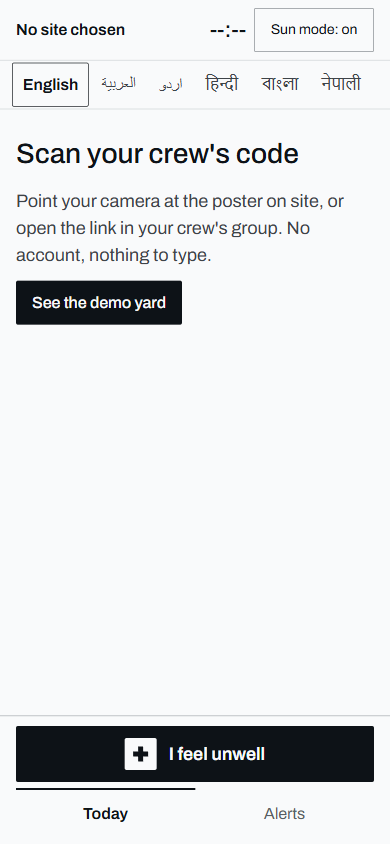 No site chosen
--:--
Sun mode: on
English
العربية
اردو
हिन्दी
বাংলা
नेपाली
Scan your crew's code
Point your camera at the poster on site, or
open the link in your crew's group. No
account, nothing to type.
See the demo yard
I feel unwell
Today
Alerts